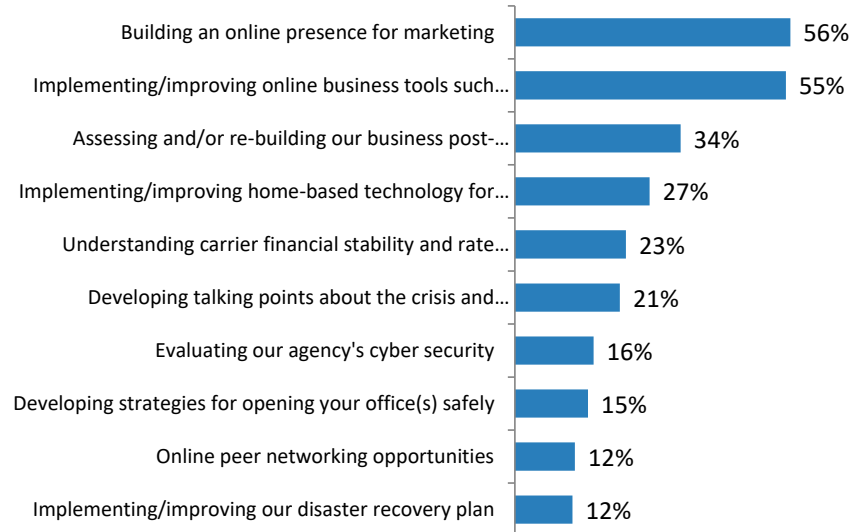 Building an online presence for marketing 56%
Implementing/improving online business tools such... 55%
Assessing and/or re-building our business post-... 34%
Implementing/improving home-based technology for... 27%
Understanding carrier financial stability and rate... 23%
Developing talking points about the crisis and... 21%
Evaluating our agency's cyber security 16%
Developing strategies for opening your office(s) safely 15%
Online peer networking opportunities 12%
Implementing/improving our disaster recovery plan 12%